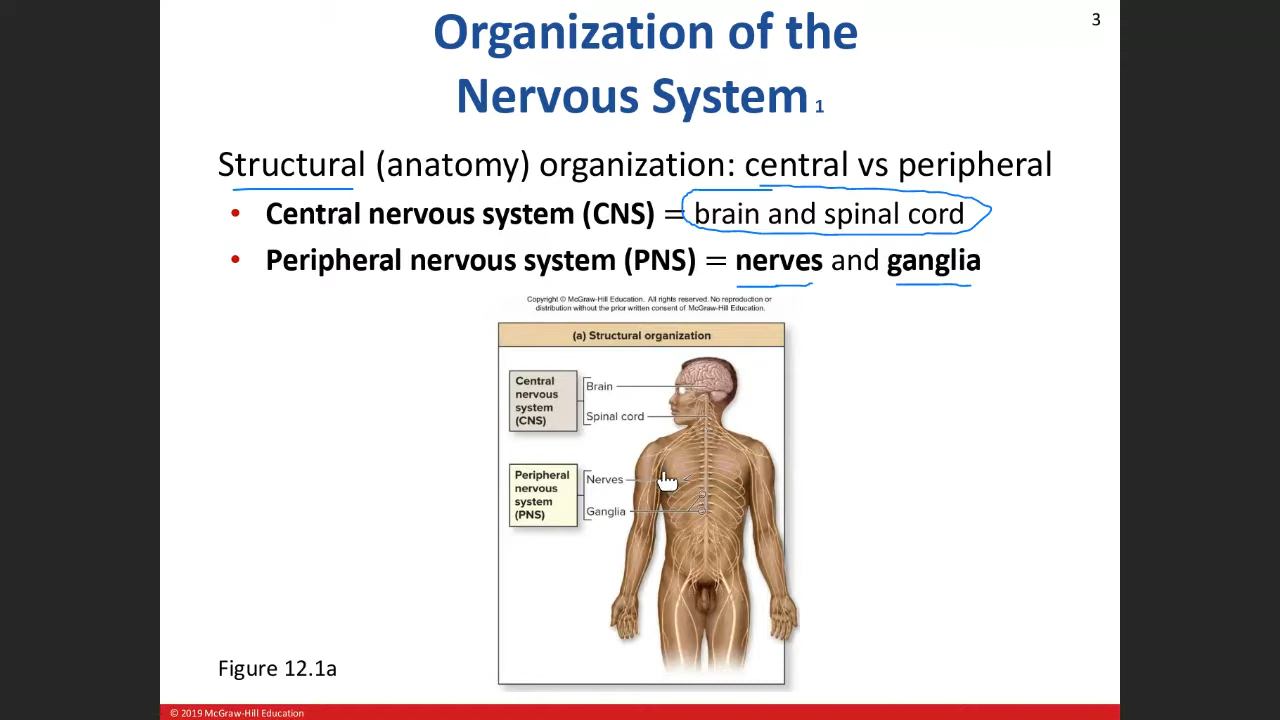 3
Organization of the
Nervous System 1
Structural (anatomy) organization: central vs peripheral
• Central nervous system (CNS) = brain and spinal cord
• Peripheral nervous system (PNS) = nerves and ganglia
Copyright © McGraw-Hill Education. All rights reserved. No reproduction or
distribution without the prior written consent of McGraw-Hill Education.
(a) Structural organization
Central
nervous
system
(CNS)
Brain
Spinal cord
Peripheral
nervous
system
(PNS)
Nerves
Ganglia
Figure 12.1a
© 2019 McGraw-Hill Education